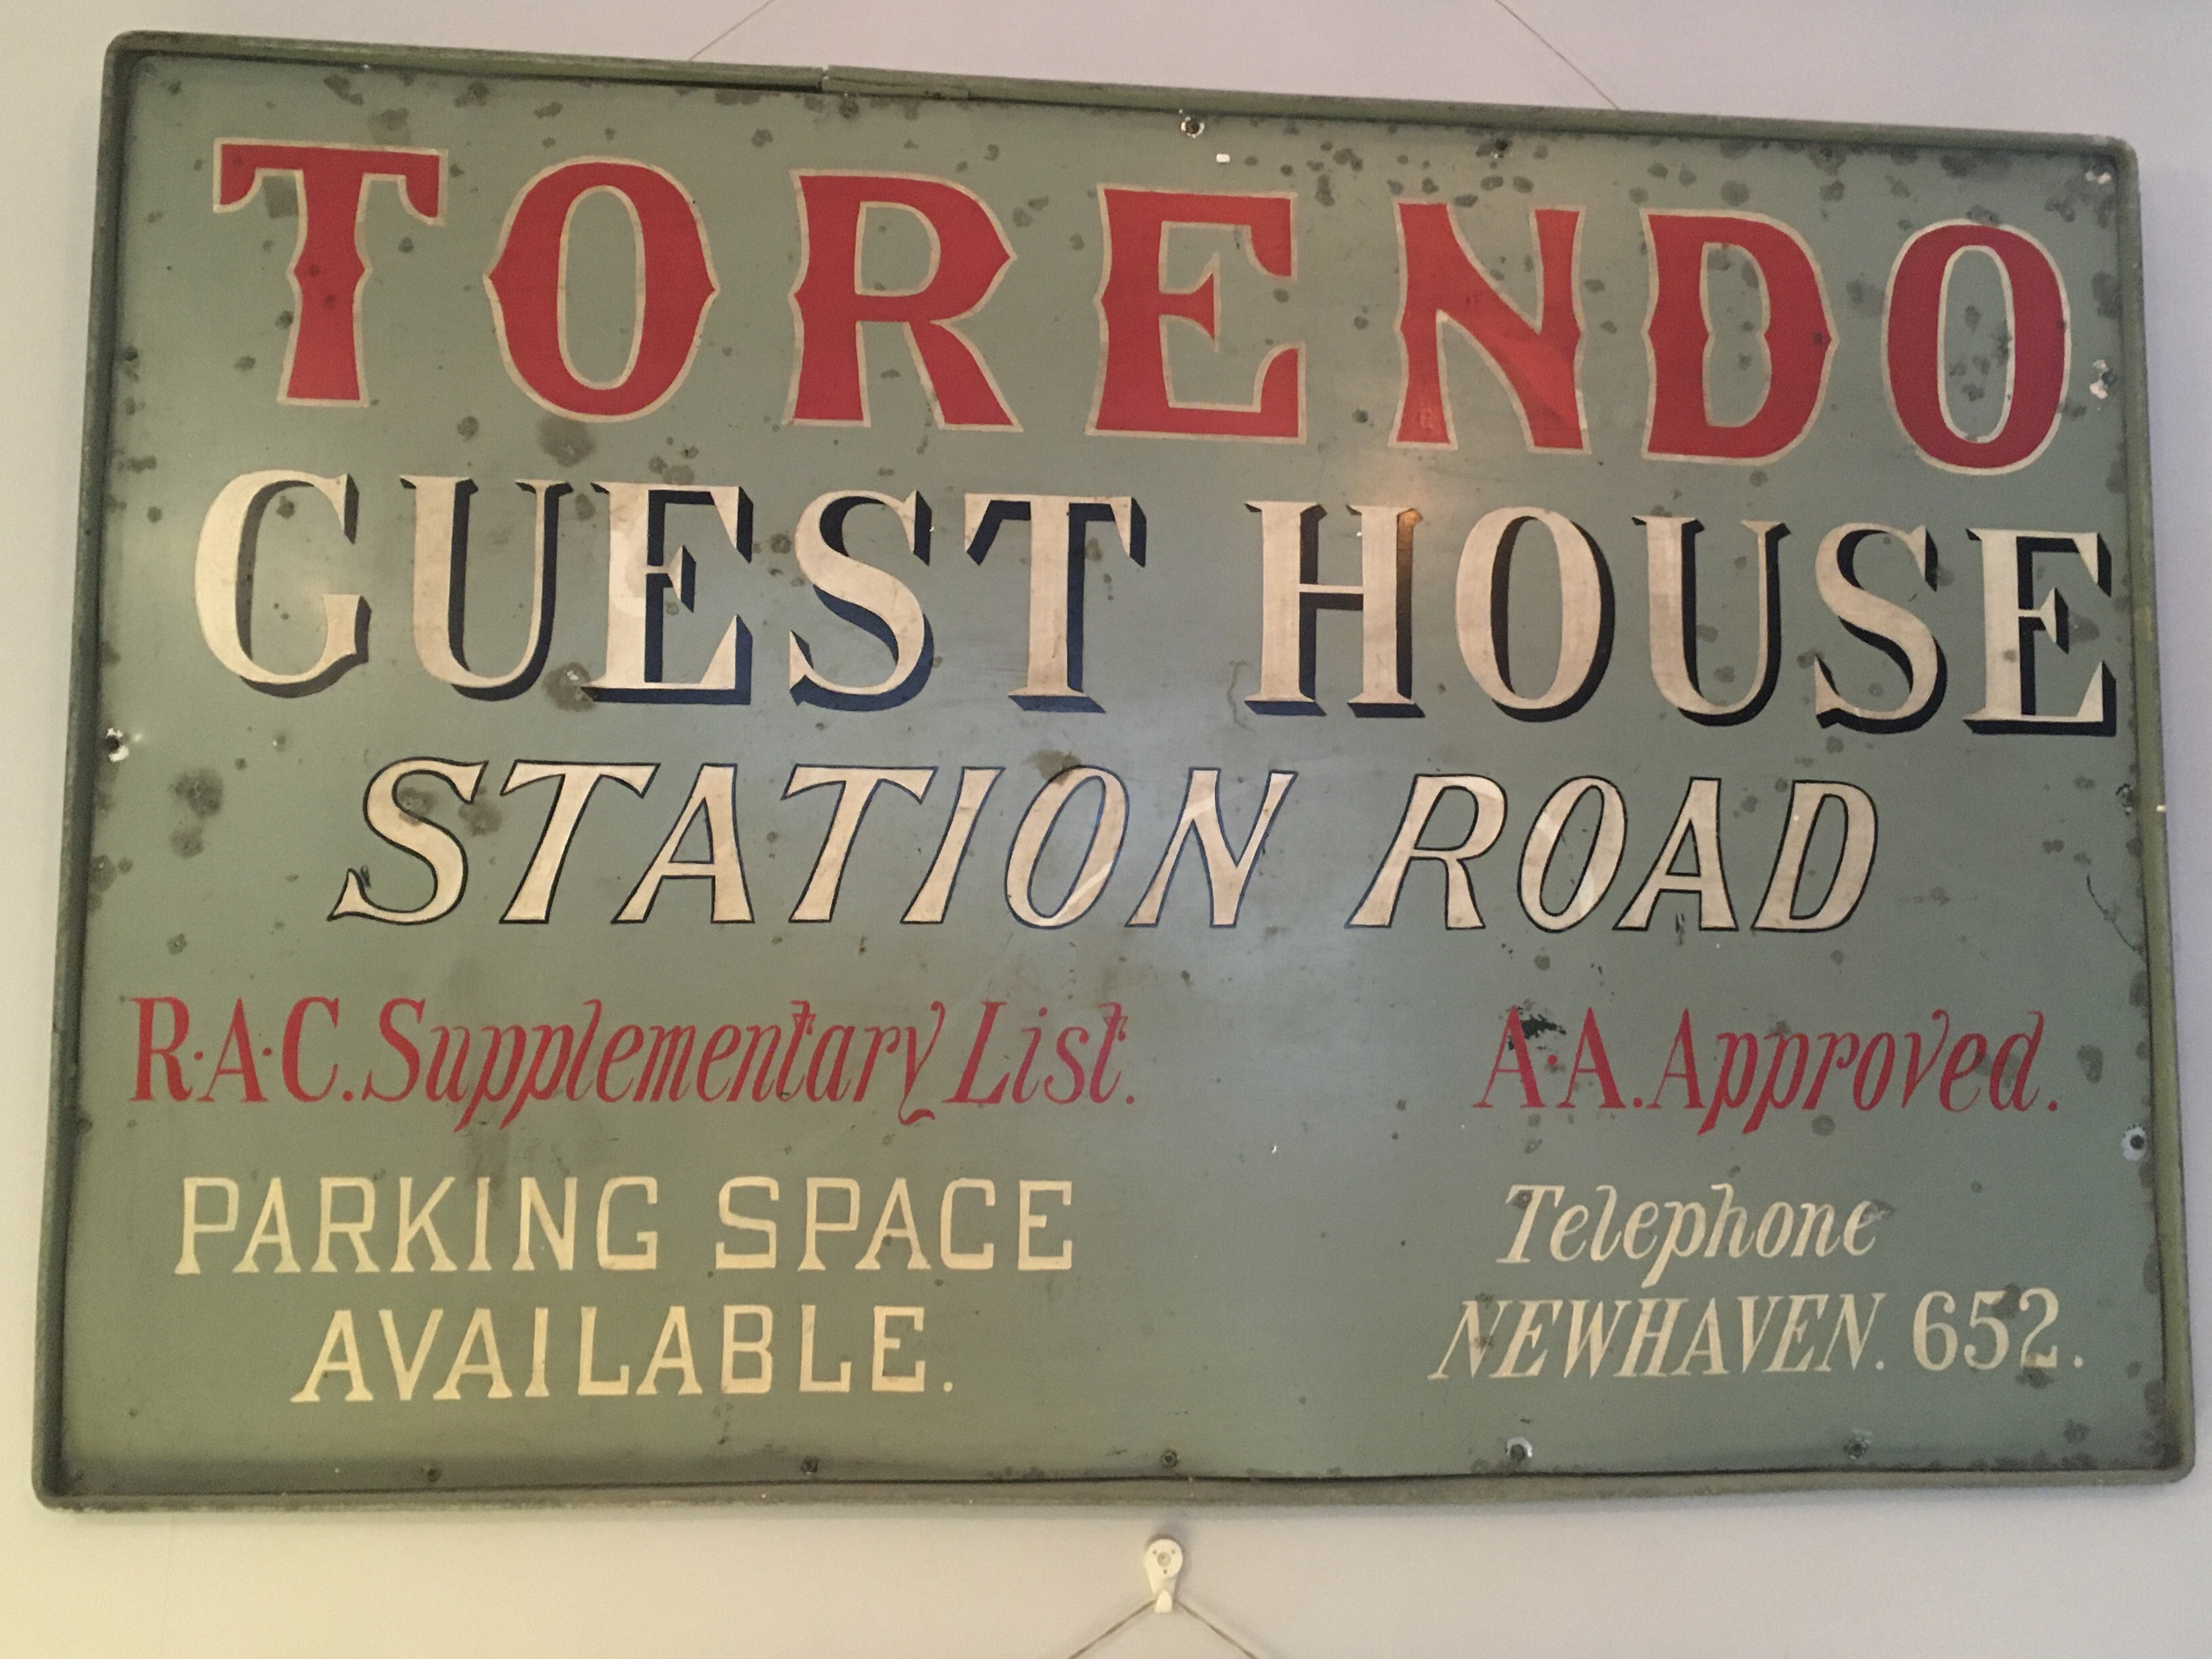 TORENDO
GUEST HOUSE
STATION ROAD
R·A·C. Supplementary List.
A·A. Approved.
PARKING SPACE
AVAILABLE.
Telephone
NEWHAVEN. 652.